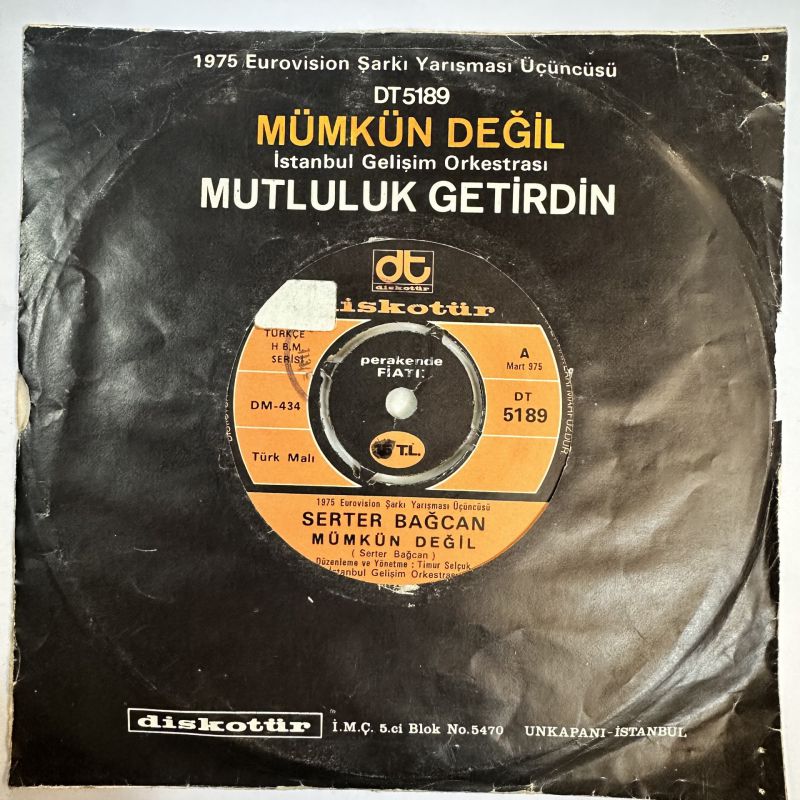 1975 Eurovision Şarkı Yarışması Üçüncüsü
DT5189
MÜMKÜN DEĞİL
İstanbul Gelişim Orkestrası
MUTLULUK GETİRDİN
dt
diskotür
diskotür
TÜRKÇE
H B.M.
SERİSİ
perakende
FİATI:
A
Mart 975
DM-434
DT
5189
Türk Malı
T.L.
1975 Eurovision Şarkı Yarışması Üçüncüsü
SERTER BAĞCAN
MÜMKÜN DEĞİL
( Serter Bağcan )
Düzenleme ve Yönetme : Timur Selçuk
İstanbul Gelişim Orkestrası
diskotür İ.M.Ç. 5.ci Blok No.5470 UNKAPANI-İSTANBUL